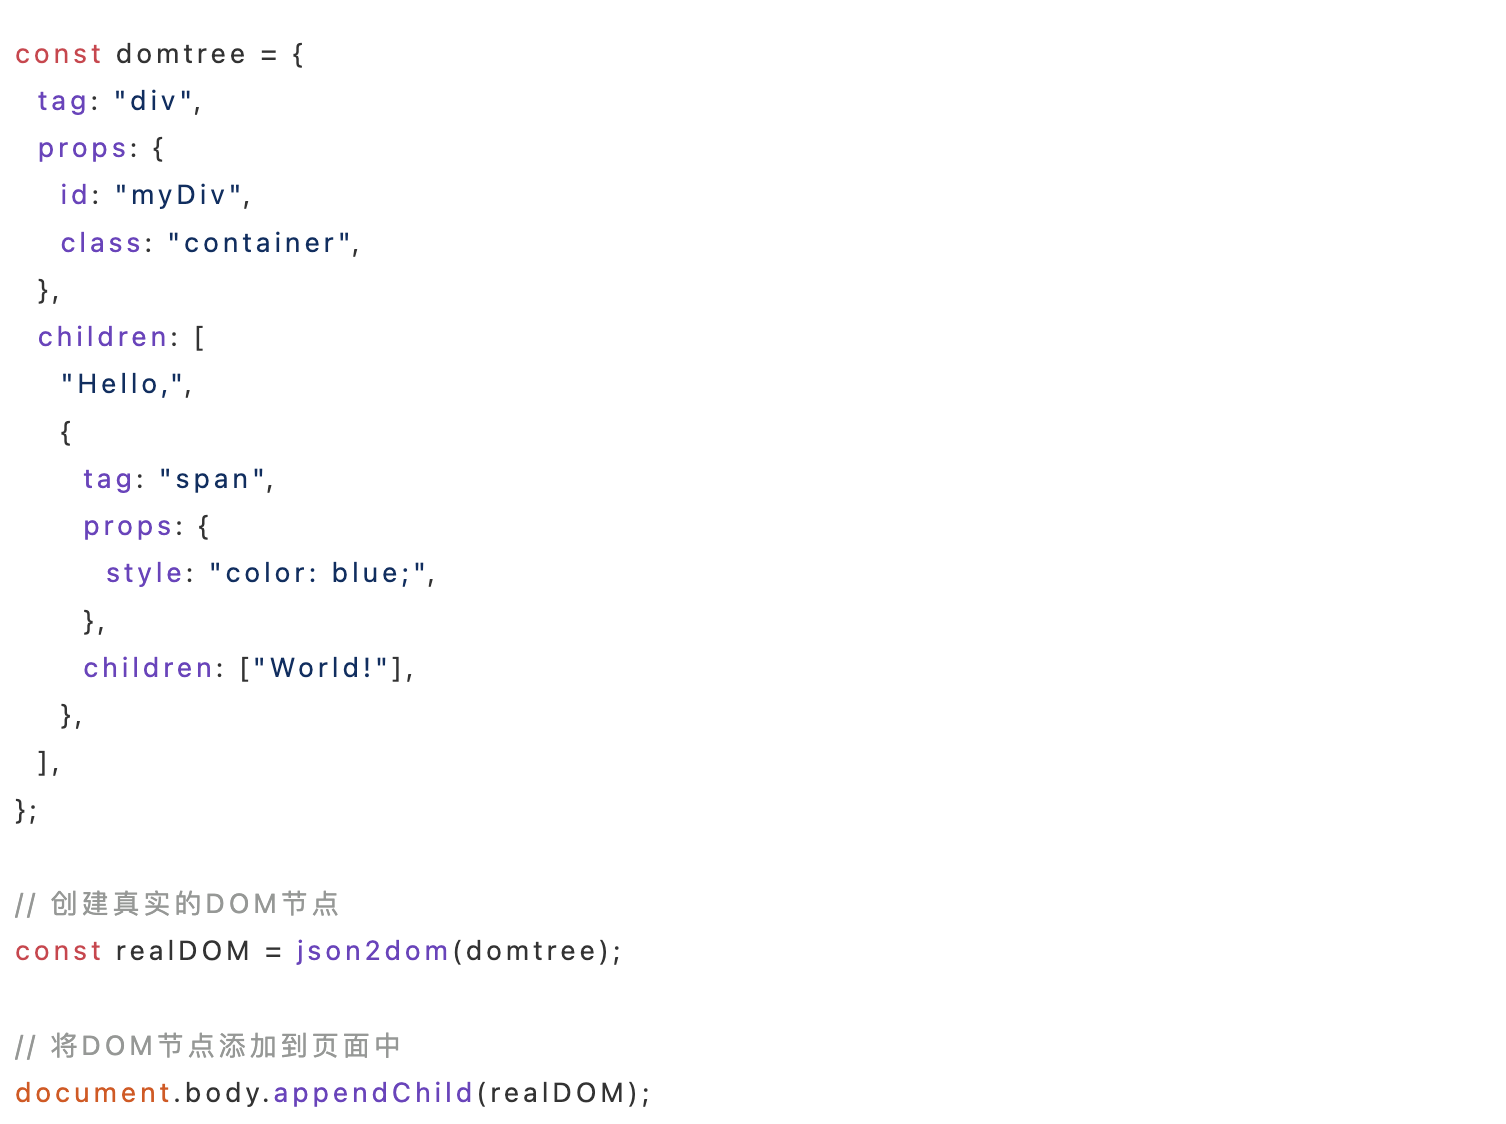 const domtree = {
  tag: "div",
  props: {
    id: "myDiv",
    class: "container",
  },
  children: [
    "Hello,",
    {
      tag: "span",
      props: {
        style: "color: blue;",
      },
      children: ["World!"],
    },
  ],
};
// 创建真实的DOM节点
const realDOM = json2dom(domtree);
// 将DOM节点添加到页面中
document.body.appendChild(realDOM);